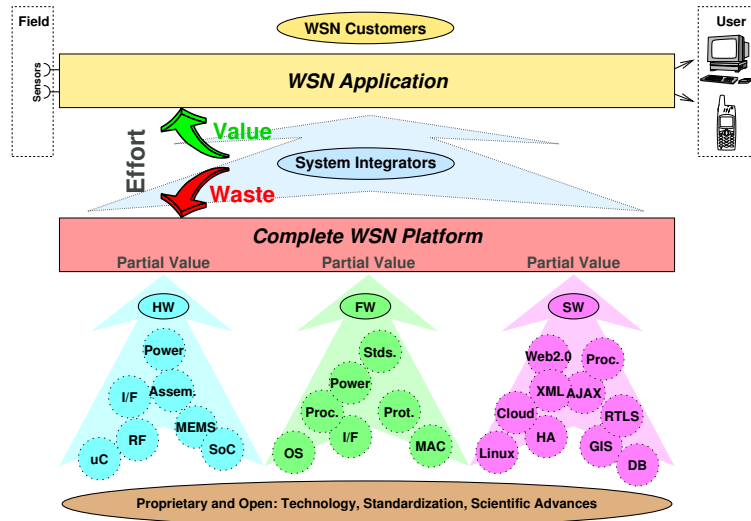 Field
WSN Customers
User
Sensors
WSN Application
Effort
Value
System Integrators
Waste
Complete WSN Platform
Partial Value
Partial Value
Partial Value
HW
Power
I/F
Assem.
RF
MEMS
uC
SoC
FW
Stds.
Power
Proc.
Prot.
I/F
OS
MAC
SW
Web2.0
Proc.
XML
AJAX
Cloud
RTLS
HA
GIS
Linux
DB
Proprietary and Open: Technology, Standardization, Scientific Advances